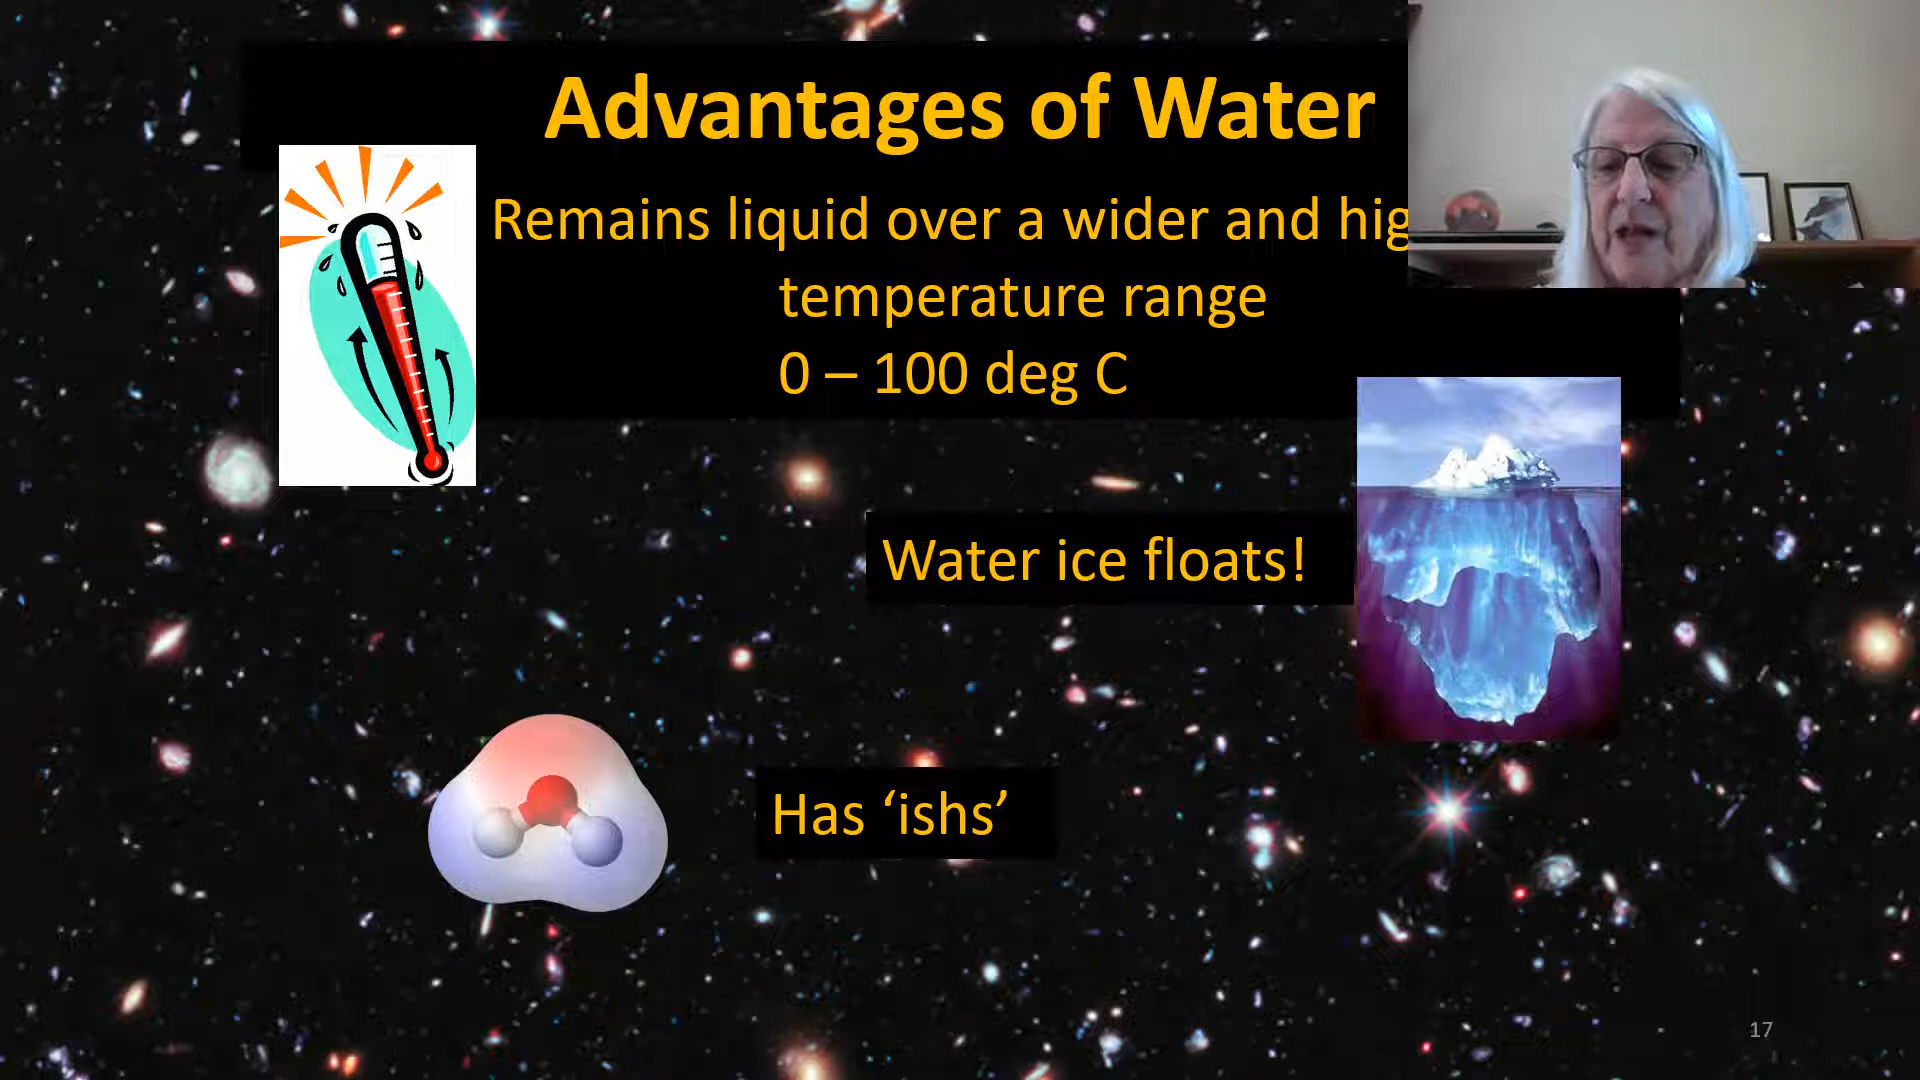 Advantages of Water
Remains liquid over a wider and hig
temperature range
0 – 100 deg C
Water ice floats!
Has ‘ishs’
17